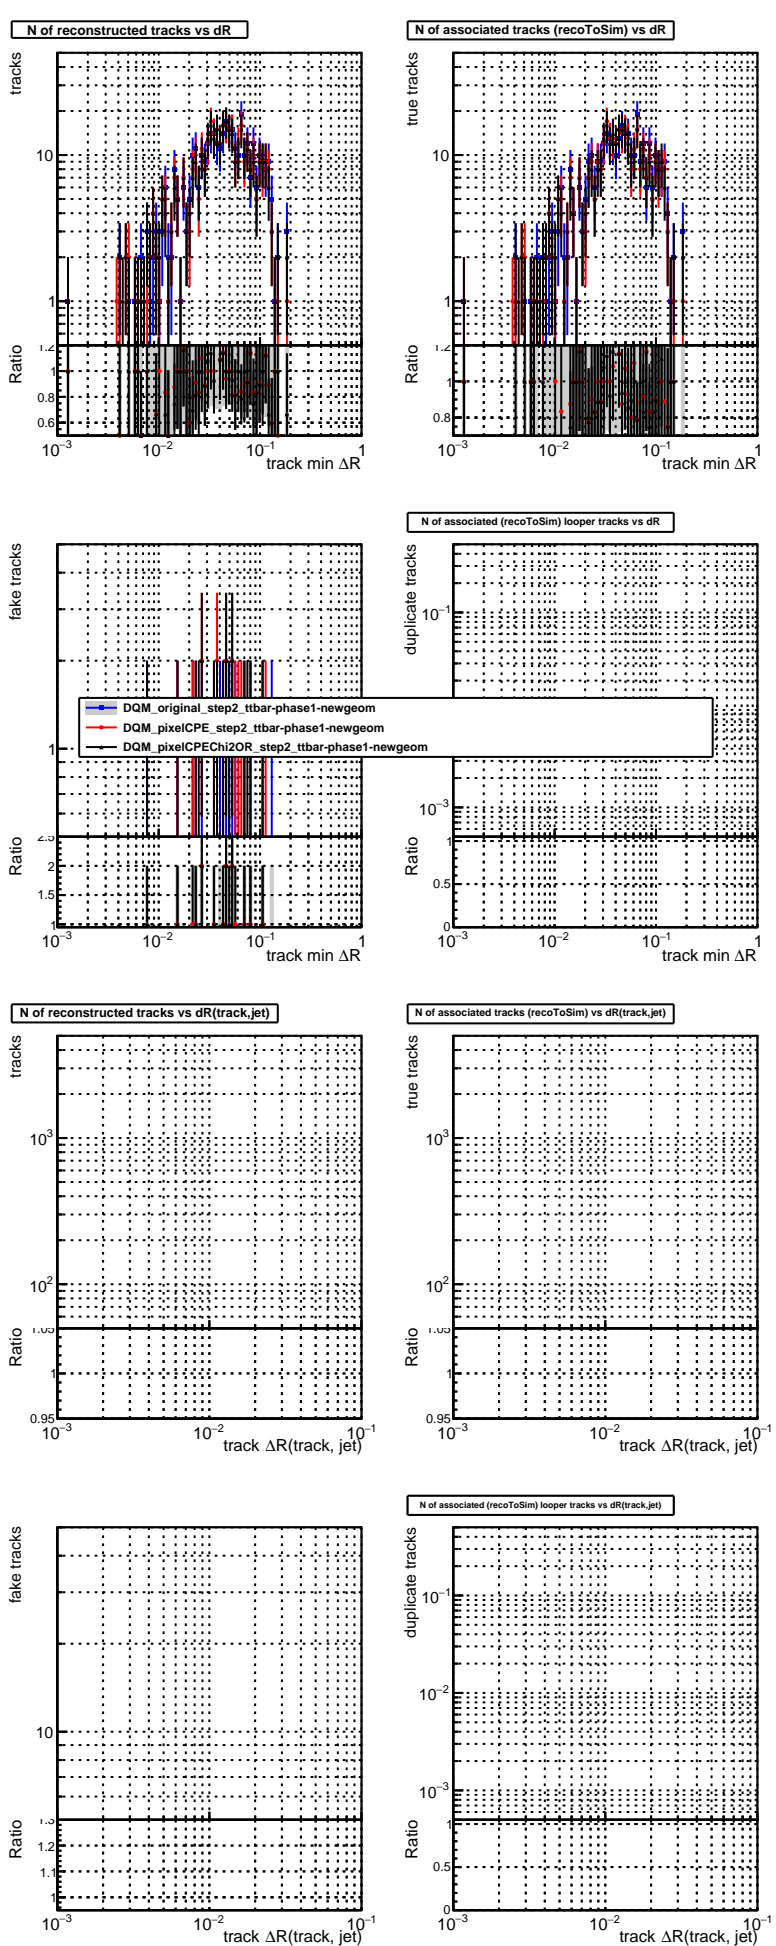 N of reconstructed tracks vs dR
tracks
10
1
Ratio
1.2
1
0.8
0.6
10−3
10−2
10−1
1
track min ΔR
N of associated tracks (recoToSim) vs dR
true tracks
10
1
Ratio
1.2
1
0.8
10−3
10−2
10−1
1
track min ΔR
fake tracks
1
Ratio
2.5
2
1.5
1
10−3
10−2
10−1
1
track min ΔR
N of associated (recoToSim) looper tracks vs dR
duplicate tracks
10−1
10−3
Ratio
1
0.5
0
10−3
10−2
10−1
1
track min ΔR
DQM_original_step2_ttbar-phase1-newgeom
DQM_pixelCPE_step2_ttbar-phase1-newgeom
DQM_pixelCPEChi2OR_step2_ttbar-phase1-newgeom
N of reconstructed tracks vs dR(track,jet)
tracks
103
102
Ratio
1.05
1
0.95
10−3
10−2
10−1
track ΔR(track, jet)
N of associated tracks (recoToSim) vs dR(track,jet)
true tracks
103
102
Ratio
1.05
1
0.95
10−3
10−2
10−1
track ΔR(track, jet)
fake tracks
10
Ratio
1.3
1.2
1.1
1
10−3
10−2
10−1
track ΔR(track, jet)
N of associated (recoToSim) looper tracks vs dR(track,jet)
duplicate tracks
10−1
10−2
10−3
Ratio
1
0.5
0
10−3
10−2
10−1
track ΔR(track, jet)